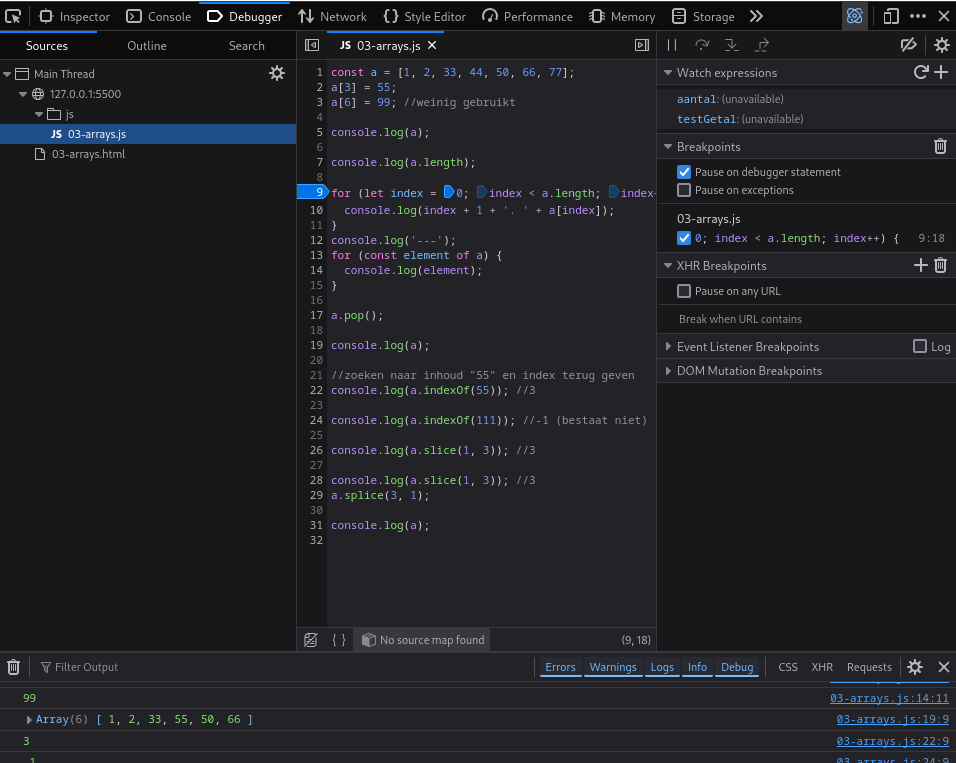 Inspector Console Debugger Network Style Editor Performance Memory Storage
Sources Outline Search
JS 03-arrays.js
Main Thread
127.0.0.1:5500
js
JS 03-arrays.js
03-arrays.html
1 const a = [1, 2, 33, 44, 50, 66, 77];
2 a[3] = 55;
3 a[6] = 99; //weinig gebruikt
4
5 console.log(a);
6
7 console.log(a.length);
8
9 for (let index = 0; index < a.length; index
10 console.log(index + 1 + '. ' + a[index]);
11 }
12 console.log('---');
13 for (const element of a) {
14 console.log(element);
15 }
16
17 a.pop();
18
19 console.log(a);
20
21 //zoeken naar inhoud "55" en index terug geven
22 console.log(a.indexOf(55)); //3
23
24 console.log(a.indexOf(111)); //-1 (bestaat niet)
25
26 console.log(a.slice(1, 3)); //3
27
28 console.log(a.slice(1, 3)); //3
29 a.splice(3, 1);
30
31 console.log(a);
32
{ } No source map found (9, 18)
Watch expressions
aantal: (unavailable)
testGetal: (unavailable)
Breakpoints
Pause on debugger statement
Pause on exceptions
03-arrays.js
0; index < a.length; index++) { 9:18
XHR Breakpoints
Pause on any URL
Break when URL contains
Event Listener Breakpoints Log
DOM Mutation Breakpoints
Filter Output Errors Warnings Logs Info Debug CSS XHR Requests
99 03-arrays.js:14:11
Array(6) [ 1, 2, 33, 55, 50, 66 ] 03-arrays.js:19:9
3 03-arrays.js:22:9
-1 03-arrays.js:24:9